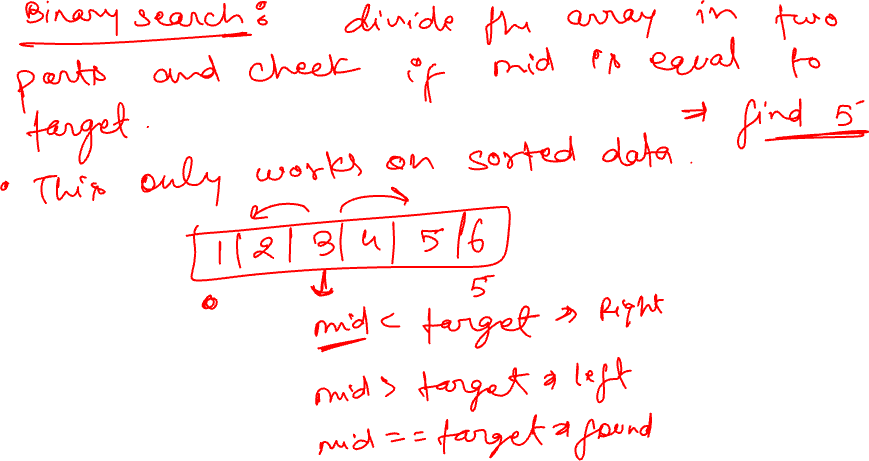 Binary search : divide the array in two
parts and check if mid is equal to
target.
⇒ find 5
• This only works on sorted data.
1 | 2 | 3 | 4 | 5 | 6
0 5
mid < target ⇒ Right
mid > target ⇒ left
mid == target ⇒ found